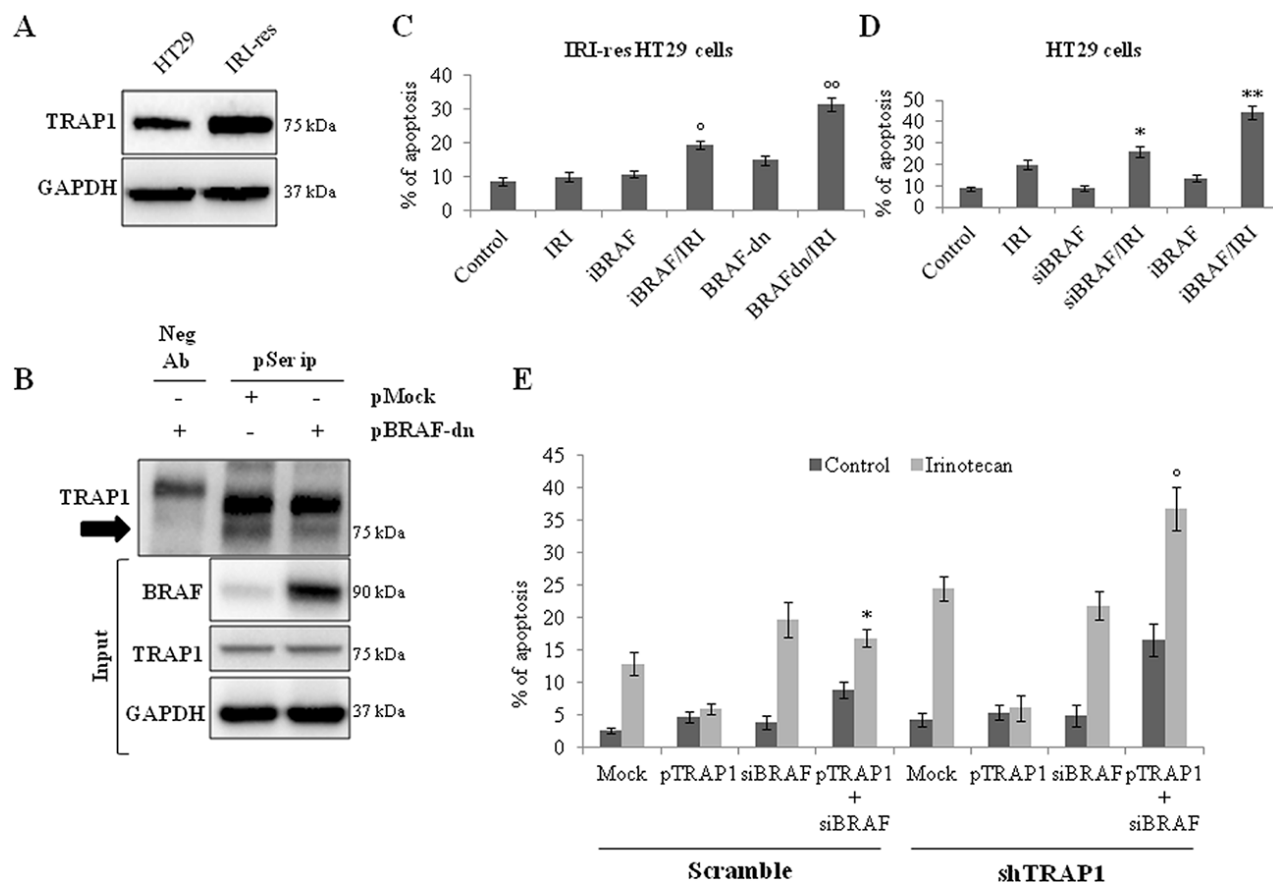 A
HT29
IRI-res
TRAP1
75 kDa
GAPDH
37 kDa
B
Neg
Ab
pSer ip
- + - pMock
+ - + pBRAF-dn
TRAP1
75 kDa
Input
BRAF
90 kDa
TRAP1
75 kDa
GAPDH
37 kDa
C
IRI-res HT29 cells
% of apoptosis
40
30
20
10
0
°
°°
Control
IRI
iBRAF
iBRAF/IRI
BRAF-dn
BRAFdn/IRI
D
HT29 cells
% of apoptosis
50
40
30
20
10
0
*
**
Control
IRI
siBRAF
siBRAF/IRI
iBRAF
iBRAF/IRI
E
% of apoptosis
45
40
35
30
25
20
15
10
5
0
Control
Irinotecan
*
°
Mock pTRAP1 siBRAF pTRAP1 Mock pTRAP1 siBRAF pTRAP1
+ +
siBRAF siBRAF
Scramble shTRAP1